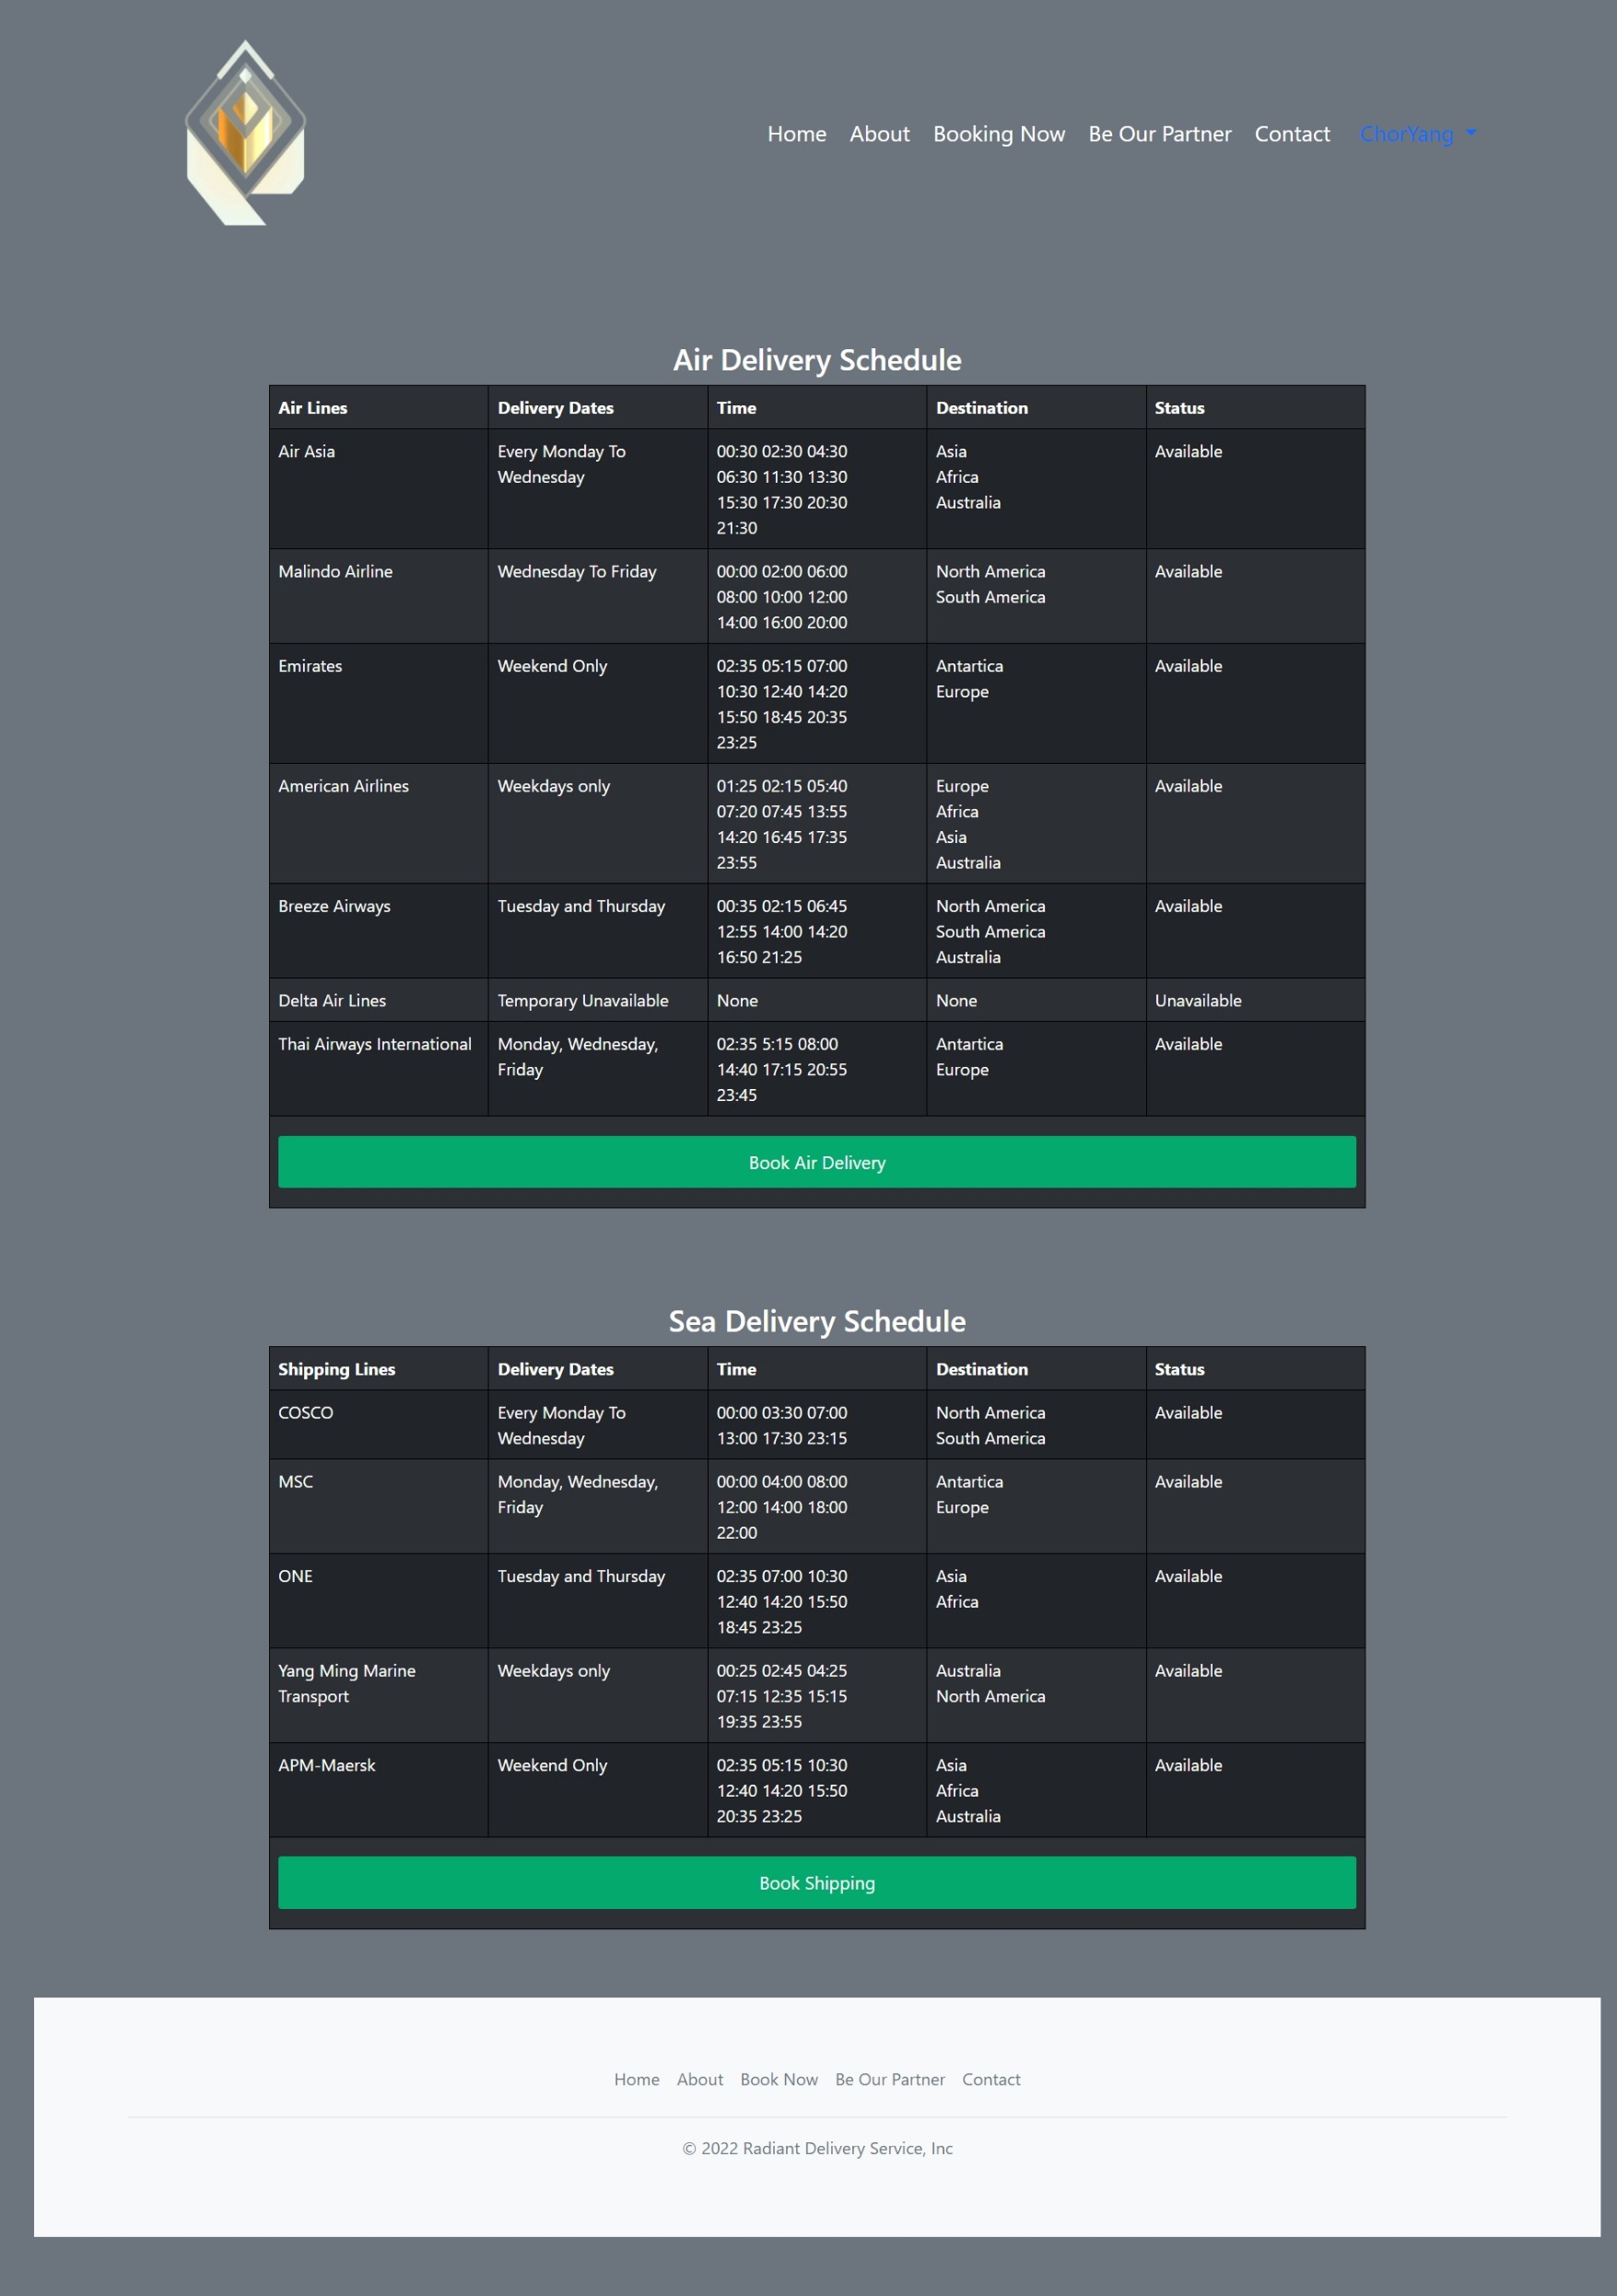 Home About Booking Now Be Our Partner Contact ChorYang
Air Delivery Schedule
Air Lines Delivery Dates Time Destination Status
Air Asia
Every Monday To
Wednesday
00:30 02:30 04:30
06:30 11:30 13:30
15:30 17:30 20:30
21:30
Asia
Africa
Australia
Available
Malindo Airline
Wednesday To Friday
00:00 02:00 06:00
08:00 10:00 12:00
14:00 16:00 20:00
North America
South America
Available
Emirates
Weekend Only
02:35 05:15 07:00
10:30 12:40 14:20
15:50 18:45 20:35
23:25
Antartica
Europe
Available
American Airlines
Weekdays only
01:25 02:15 05:40
07:20 07:45 13:55
14:20 16:45 17:35
23:55
Europe
Africa
Asia
Australia
Available
Breeze Airways
Tuesday and Thursday
00:35 02:15 06:45
12:55 14:00 14:20
16:50 21:25
North America
South America
Australia
Available
Delta Air Lines
Temporary Unavailable
None
None
Unavailable
Thai Airways International
Monday, Wednesday,
Friday
02:35 5:15 08:00
14:40 17:15 20:55
23:45
Antartica
Europe
Available
Book Air Delivery
Sea Delivery Schedule
Shipping Lines Delivery Dates Time Destination Status
COSCO
Every Monday To
Wednesday
00:00 03:30 07:00
13:00 17:30 23:15
North America
South America
Available
MSC
Monday, Wednesday,
Friday
00:00 04:00 08:00
12:00 14:00 18:00
22:00
Antartica
Europe
Available
ONE
Tuesday and Thursday
02:35 07:00 10:30
12:40 14:20 15:50
18:45 23:25
Asia
Africa
Available
Yang Ming Marine
Transport
Weekdays only
00:25 02:45 04:25
07:15 12:35 15:15
19:35 23:55
Australia
North America
Available
APM-Maersk
Weekend Only
02:35 05:15 10:30
12:40 14:20 15:50
20:35 23:25
Asia
Africa
Australia
Available
Book Shipping
Home About Book Now Be Our Partner Contact
© 2022 Radiant Delivery Service, Inc